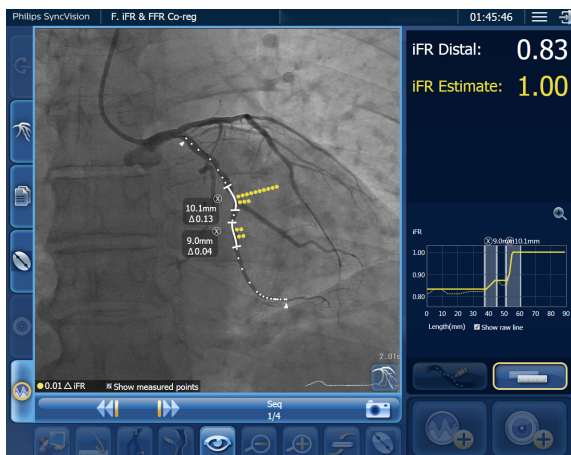 Philips SyncVision F. iFR & FFR Co-reg 01:45:46
iFR Distal: 0.83
iFR Estimate: 1.00
10.1mm
Δ 0.13
9.0mm
Δ 0.04
iFR
9.0mm 10.1mm
1.00
0.90
0.80
0 10 20 30 40 50 60 70 80 90
Length(mm) Show raw line
2.01s
0.01 Δ iFR Show measured points
Seq
1/4